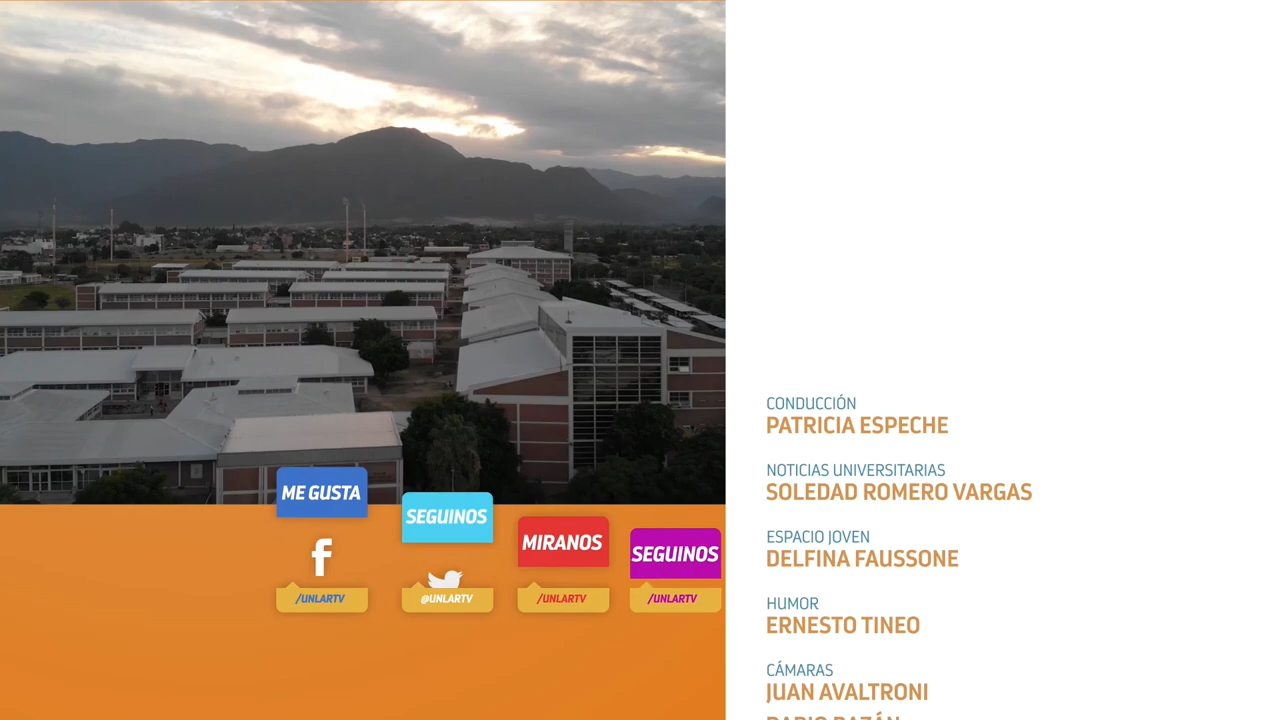 ME GUSTA
SEGUINOS
MIRANOS
SEGUINOS
/UNLARTV
@UNLARTV
/UNLARTV
/UNLARTV
CONDUCCIÓN
PATRICIA ESPECHE
NOTICIAS UNIVERSITARIAS
SOLEDAD ROMERO VARGAS
ESPACIO JOVEN
DELFINA FAUSSONE
HUMOR
ERNESTO TINEO
CÁMARAS
JUAN AVALTRONI